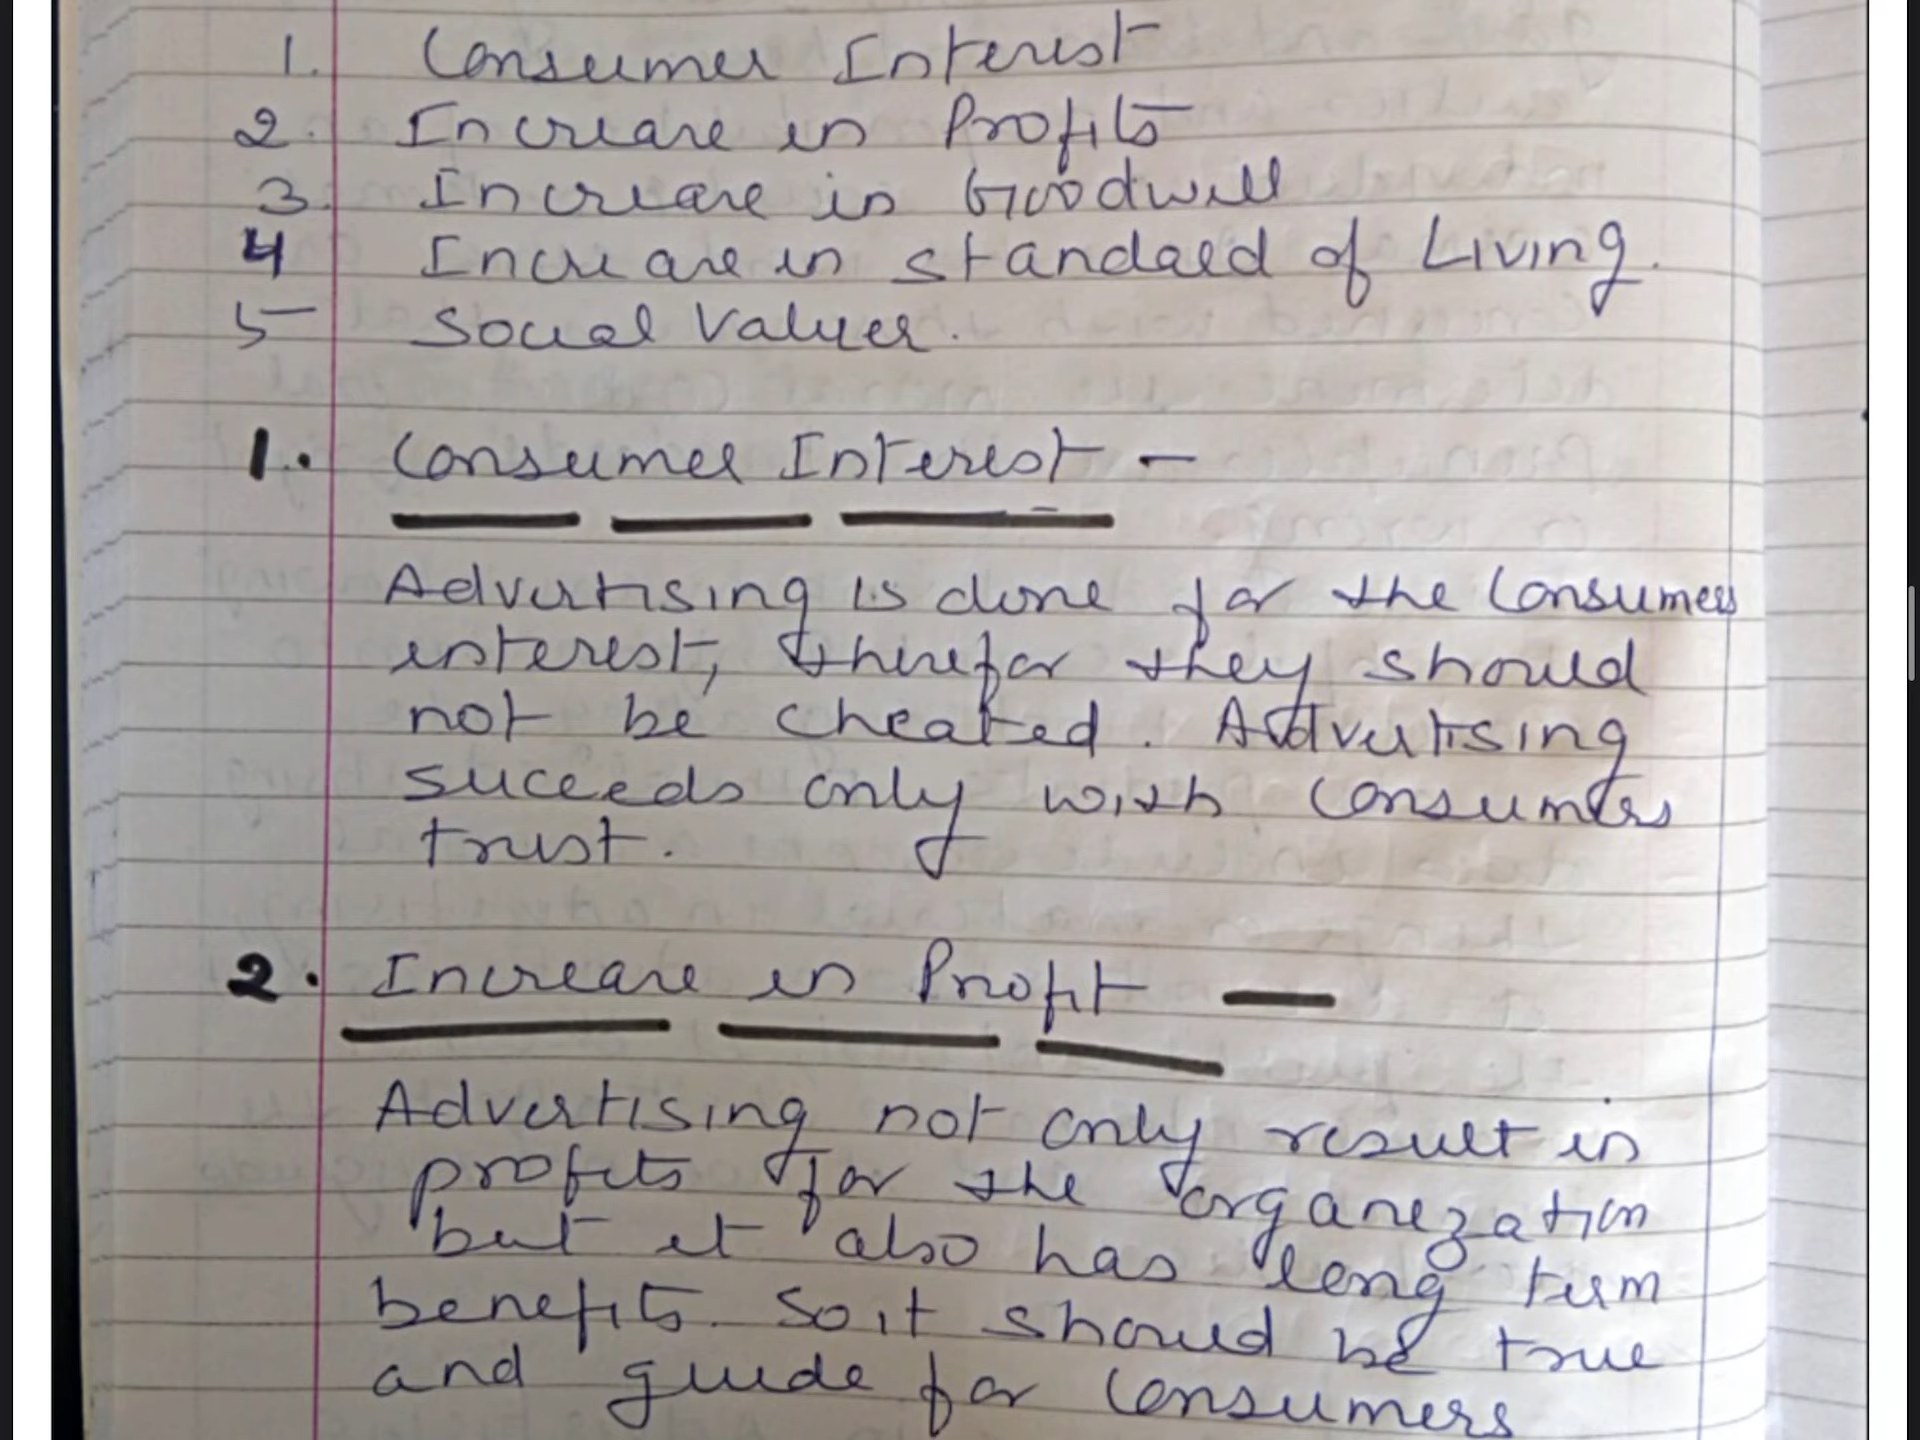 1. Consumer Interest
2. Increase in Profits
3. Increase in Goodwill
4 Increase in standard of Living.
5 Social Values.
1. Consumer Interest -
Advertising is done for the Consumers
interest, therefor they should
not be cheated. Advertising
suceeds only with Consumers
trust.
2. Increase in Profit -
Advertising not only result in
profits for the organization
but it also has long term
benefits. So it should be true
and guide for Consumers